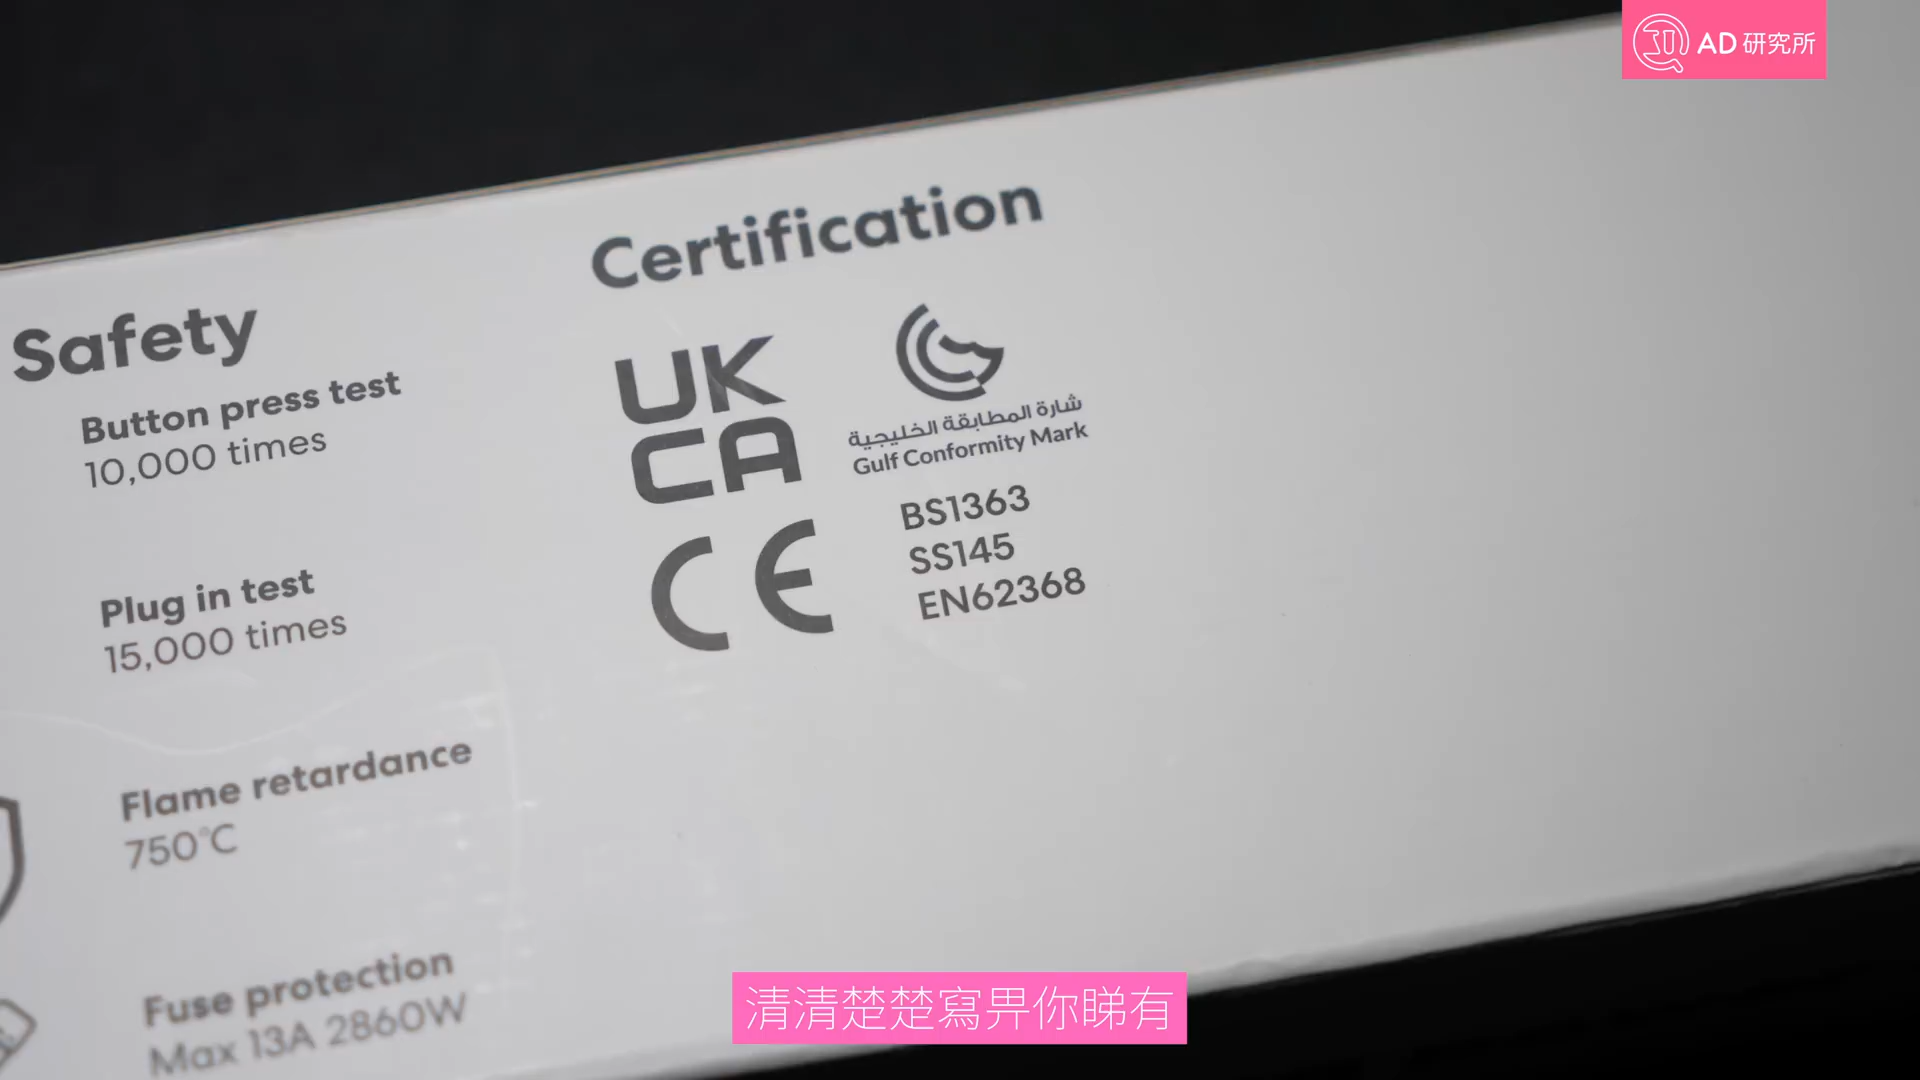 AD 研究所
Safety
Button press test
10,000 times
Plug in test
15,000 times
Flame retardance
750℃
Fuse protection
Max 13A 2860W
Certification
UK
CA
CE
شارة المطابقة الخليجية
Gulf Conformity Mark
BS1363
SS145
EN62368
清清楚楚寫畀你睇有